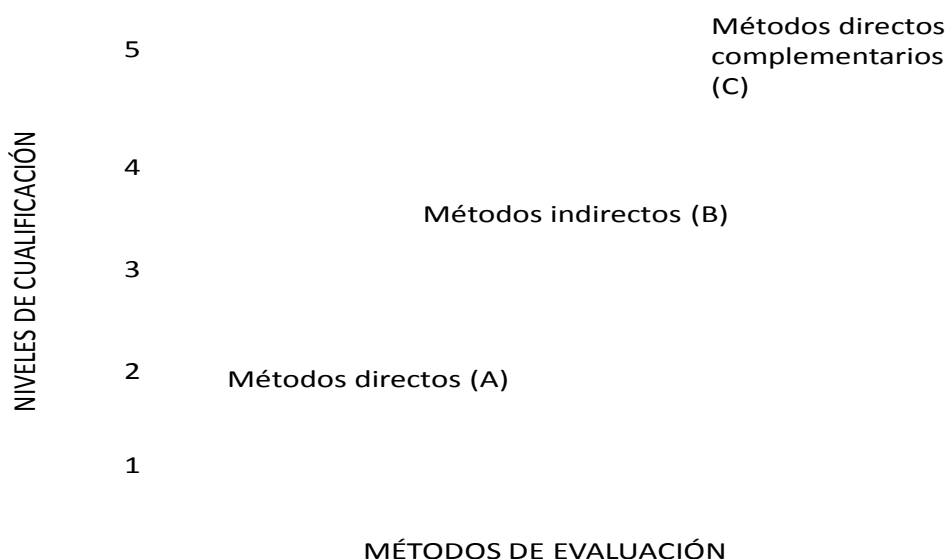 NIVELES DE CUALIFICACIÓN
5
Métodos directos
complementarios
(C)
4
Métodos indirectos (B)
3
2
Métodos directos (A)
1
MÉTODOS DE EVALUACIÓN